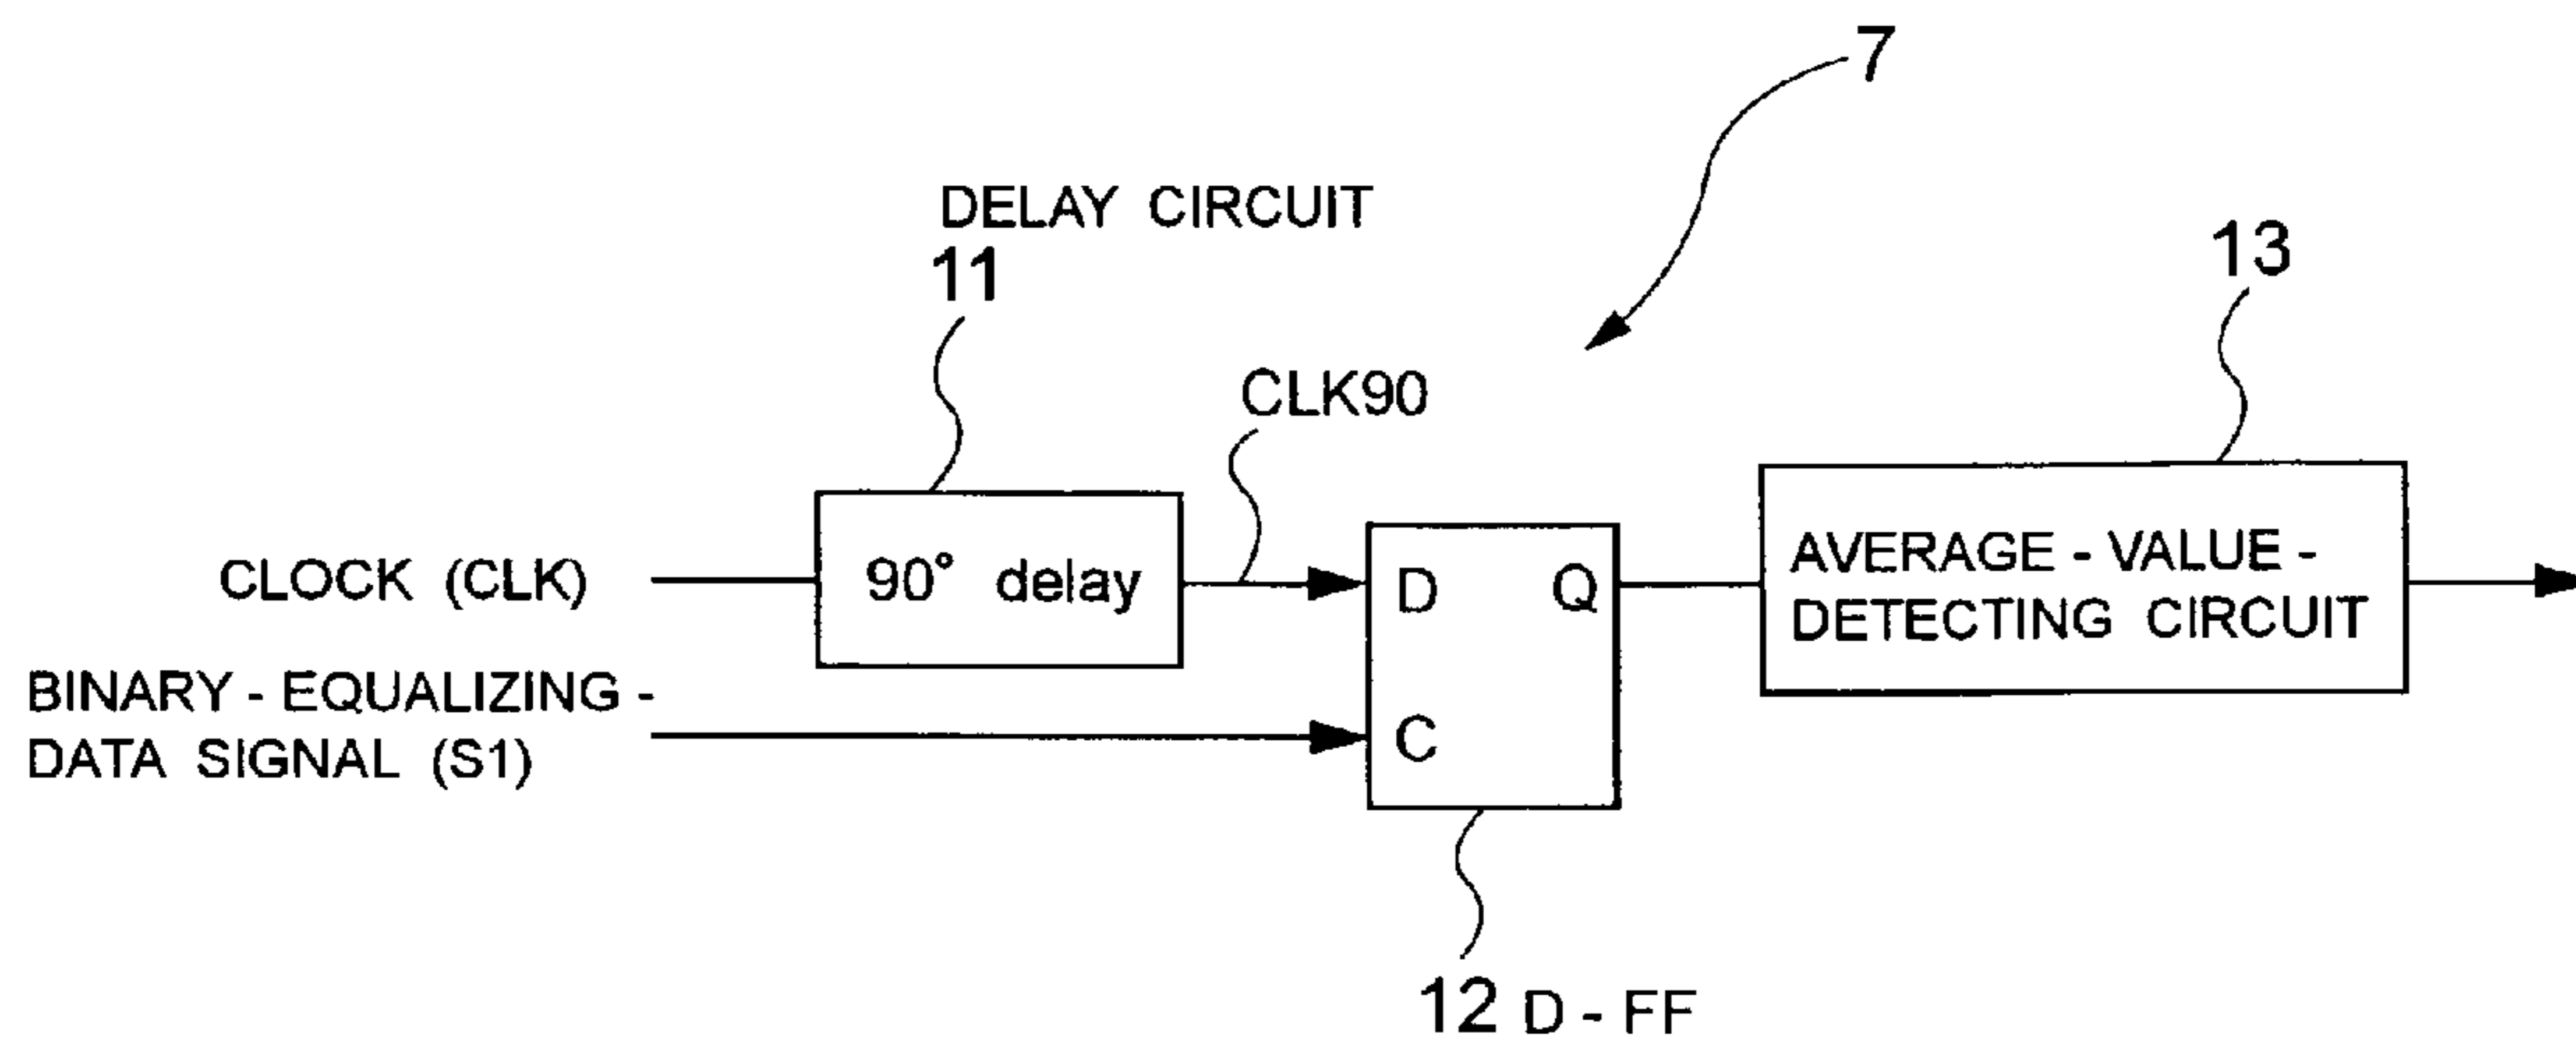 7
DELAY CIRCUIT
11
13
CLK90
CLOCK (CLK)
90° delay
D Q
C
AVERAGE - VALUE -
DETECTING CIRCUIT
BINARY - EQUALIZING -
DATA SIGNAL (S1)
12 D - FF